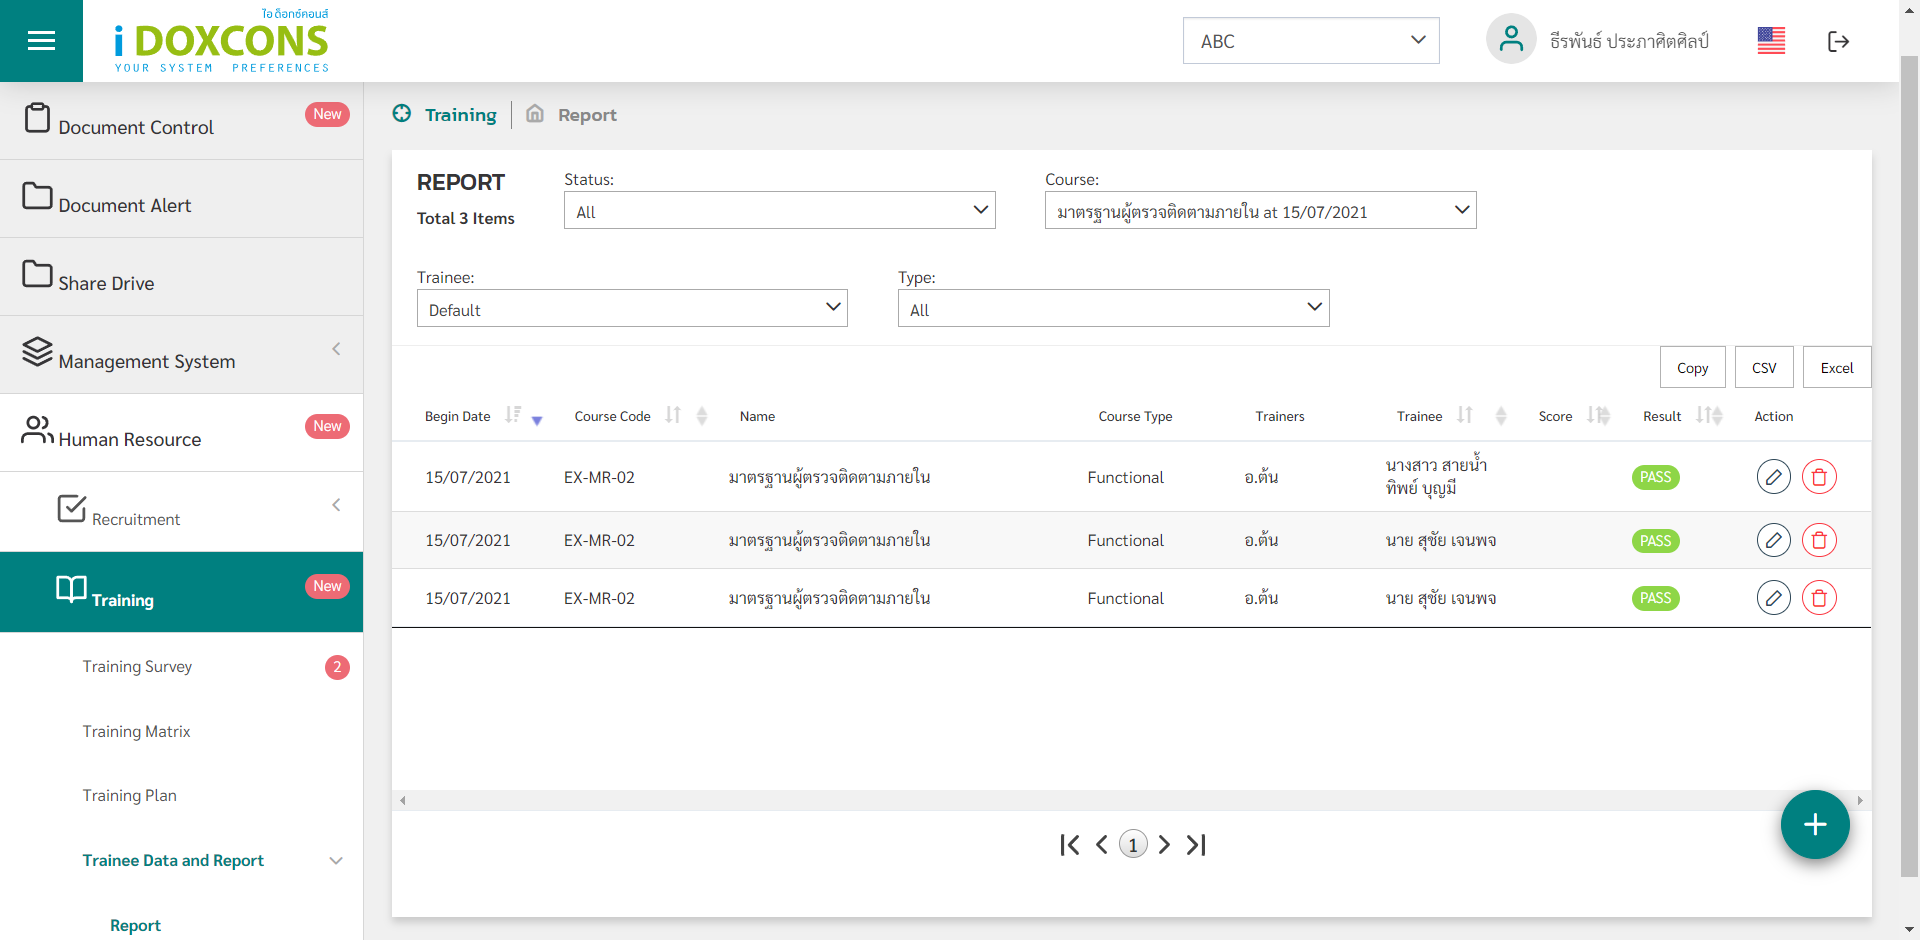 ไอ ด็อกซ์คอนส์
i DOXCONS
YOUR SYSTEM PREFERENCES
ABC
ธีรพันธ์ ประภาศิตศิลป์
Document Control
New
Document Alert
Share Drive
Management System
Human Resource
New
Recruitment
Training
New
Training Survey
2
Training Matrix
Training Plan
Trainee Data and Report
Report
Training
Report
REPORT
Total 3 Items
Status:
All
Course:
มาตรฐานผู้ตรวจติดตามภายใน at 15/07/2021
Trainee:
Default
Type:
All
Copy CSV Excel
Begin Date Course Code Name Course Type Trainers Trainee Score Result Action
15/07/2021 EX-MR-02 มาตรฐานผู้ตรวจติดตามภายใน Functional อ.ต้น นางสาว สายน้ำ
ทิพย์ บุญมี PASS
15/07/2021 EX-MR-02 มาตรฐานผู้ตรวจติดตามภายใน Functional อ.ต้น นาย สุชัย เจนพจ PASS
15/07/2021 EX-MR-02 มาตรฐานผู้ตรวจติดตามภายใน Functional อ.ต้น นาย สุชัย เจนพจ PASS
1